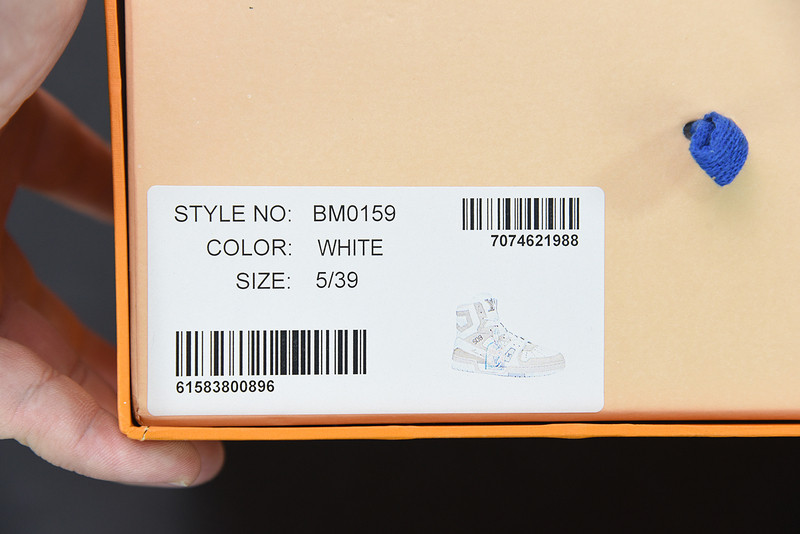 STYLE NO: BM0159
COLOR: WHITE
SIZE: 5/39
7074621988
61583800896